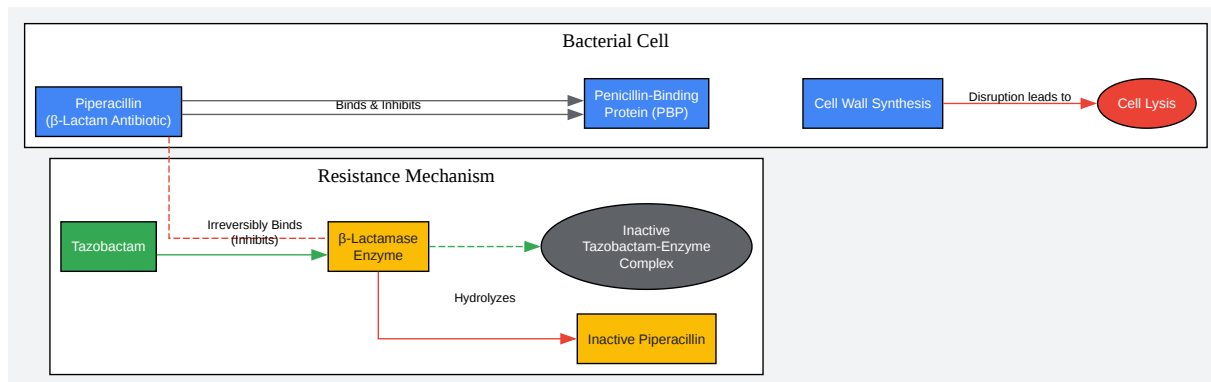 Bacterial Cell
Piperacillin
(β-Lactam Antibiotic)
Binds & Inhibits
Penicillin-Binding
Protein (PBP)
Cell Wall Synthesis
Disruption leads to
Cell Lysis
Resistance Mechanism
Tazobactam
Irreversibly Binds
(Inhibits)
β-Lactamase
Enzyme
Inactive
Tazobactam-Enzyme
Complex
Hydrolyzes
Inactive Piperacillin